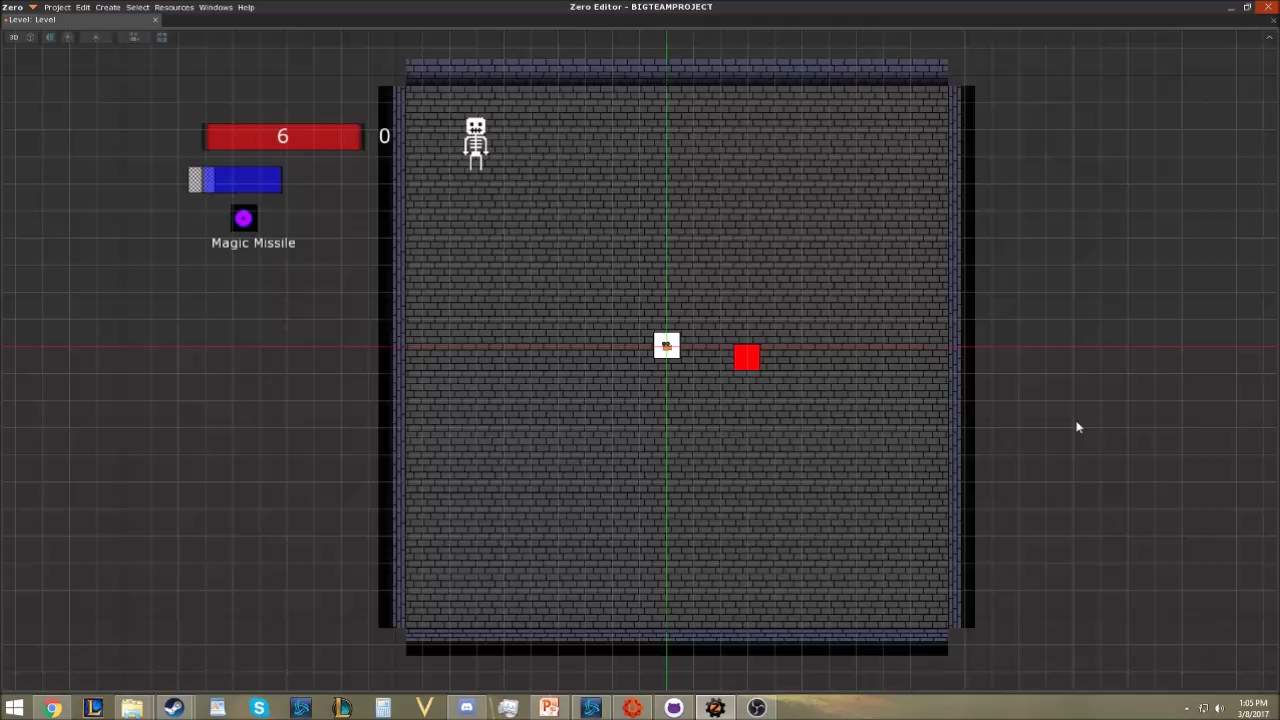 Zero Project Edit Create Select Resources Windows Help
Zero Editor - BIGTEAMPROJECT
Level: Level
3D
6
0
Magic Missile
1:05 PM
3/8/2017